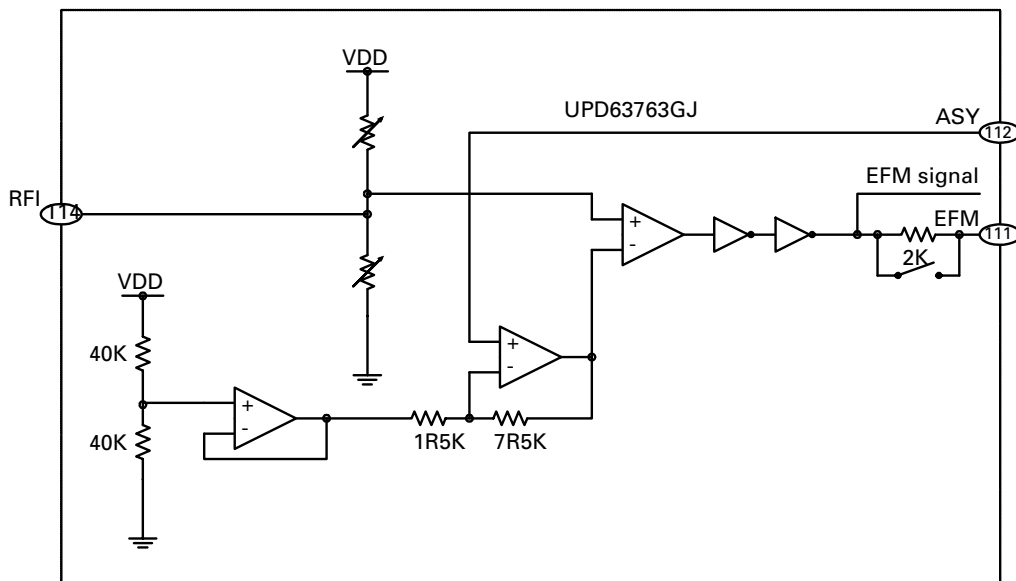 VDD
UPD63763GJ
ASY
112
RFI
114
EFM signal
EFM
111
+
-
2K
VDD
40K
+
-
40K
+
-
1R5K
7R5K